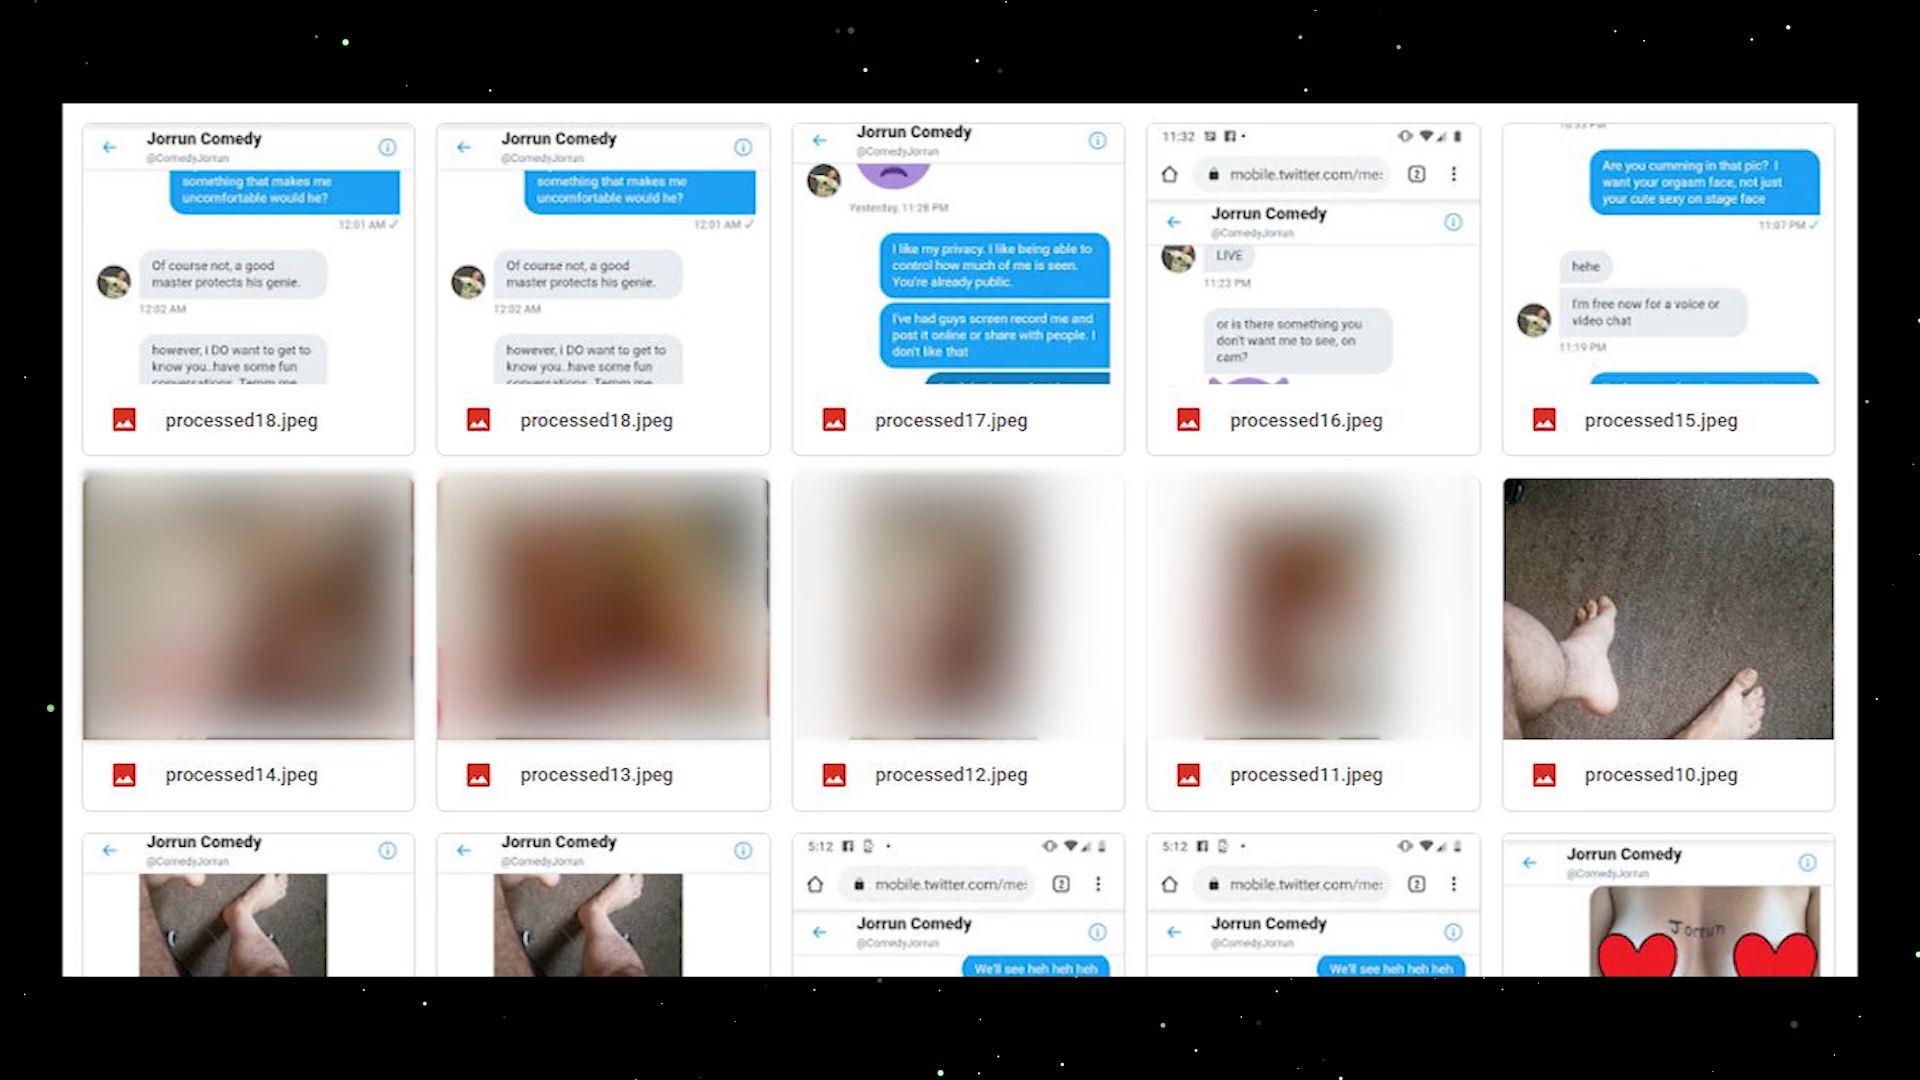 Jorrun Comedy
@ComedyJorrun
something that makes me
uncomfortable would he?
12:01 AM ✓
Of course not, a good
master protects his genie.
12:02 AM
however, i DO want to get
to know you..have some fun
conversations. Temm me
processed18.jpeg
Jorrun Comedy
@ComedyJorrun
something that makes me
uncomfortable would he?
12:01 AM ✓
Of course not, a good
master protects his genie.
12:02 AM
however, i DO want to get to
know you..have some fun
conversations. Temm me
processed18.jpeg
Jorrun Comedy
@ComedyJorrun
Yesterday, 11:28 PM
I like my privacy. I like being able to
control how much of me is seen.
You're already public.
I've had guys screen record me and
post it online or share with people. I
don't like that
processed17.jpeg
11:32
mobile.twitter.com/me:
2
Jorrun Comedy
@ComedyJorrun
LIVE
11:23 PM
or is there something you
don't want me to see, on
cam?
processed16.jpeg
10:53 PM
Are you cumming in that pic? I
want your orgasm face, not just
your cute sexy on stage face
11:07 PM ✓
hehe
I'm free now for a voice or
video chat
11:19 PM
processed15.jpeg
processed14.jpeg
processed13.jpeg
processed12.jpeg
processed11.jpeg
processed10.jpeg
Jorrun Comedy
@ComedyJorrun
Jorrun Comedy
@ComedyJorrun
5:12
mobile.twitter.com/me:
2
Jorrun Comedy
@ComedyJorrun
We'll see heh heh heh
5:12
mobile.twitter.com/me:
2
Jorrun Comedy
@ComedyJorrun
We'll see heh heh heh
Jorrun Comedy
@ComedyJorrun
Jorrun